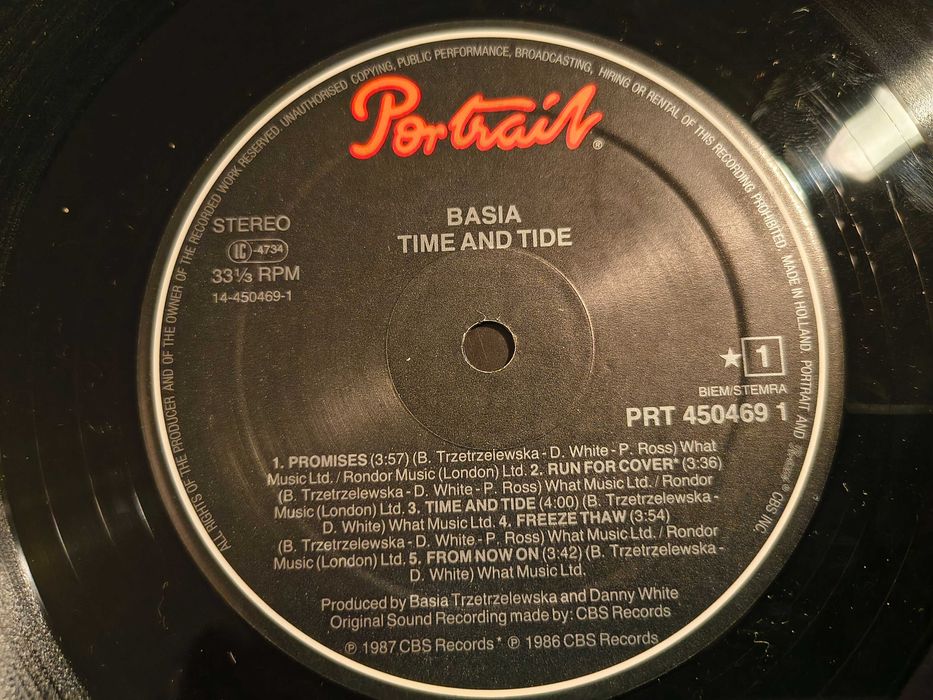 ALL RIGHTS OF THE PRODUCER AND OF THE OWNER OF THE RECORDED WORK RESERVED. UNAUTHORISED COPYING, PUBLIC PERFORMANCE, BROADCASTING, HIRING OR RENTAL OF THIS RECORDING PROHIBITED. MADE IN HOLLAND. PORTRAIT AND Portrait® CBS INC.
Portrait®
BASIA
TIME AND TIDE
STEREO
LC-4734
33⅓ RPM
14-450469-1
★ 1
BIEM/STEMRA
PRT 450469 1
1. PROMISES (3:57) (B. Trzetrzelewska - D. White - P. Ross) What
Music Ltd. / Rondor Music (London) Ltd. 2. RUN FOR COVER* (3:36)
(B. Trzetrzelewska - D. White - P. Ross) What Music Ltd. / Rondor
Music (London) Ltd. 3. TIME AND TIDE (4:00) (B. Trzetrzelewska -
D. White) What Music Ltd. 4. FREEZE THAW (3:54)
(B. Trzetrzelewska - D. White - P. Ross) What Music Ltd. / Rondor
Music (London) Ltd. 5. FROM NOW ON (3:42) (B. Trzetrzelewska -
D. White) What Music Ltd.
Produced by Basia Trzetrzelewska and Danny White
Original Sound Recording made by: CBS Records
℗ 1987 CBS Records * ℗ 1986 CBS Records